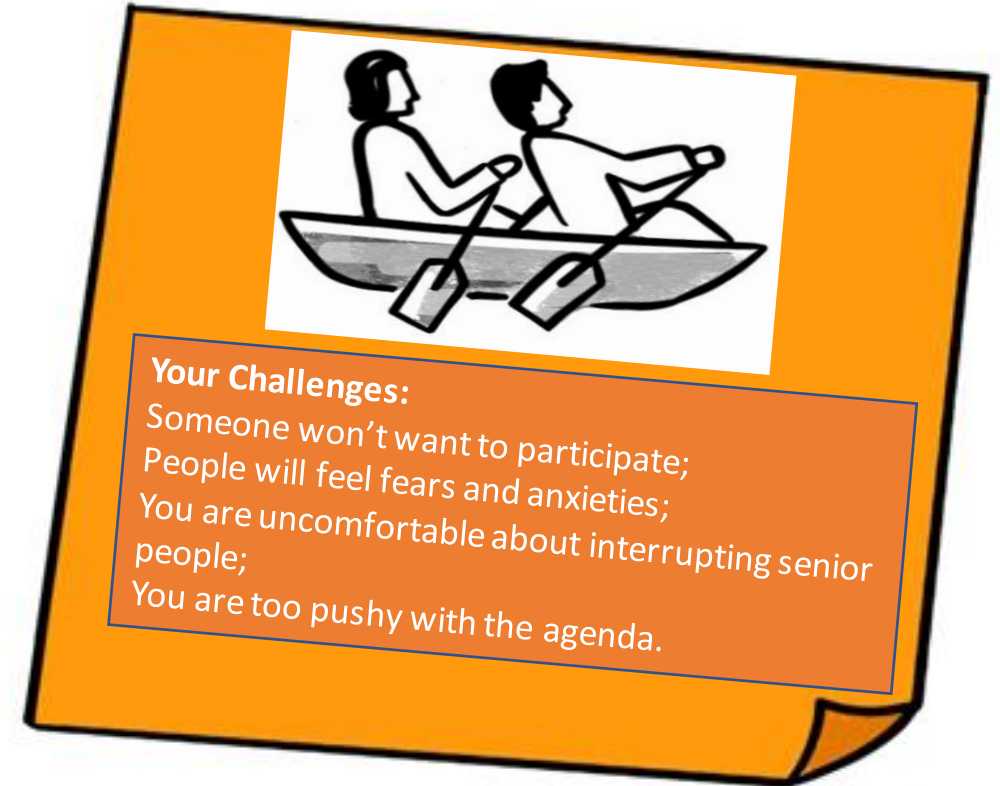 Your Challenges:
Someone won’t want to participate;
People will feel fears and anxieties;
You are uncomfortable about interrupting senior
people;
You are too pushy with the agenda.